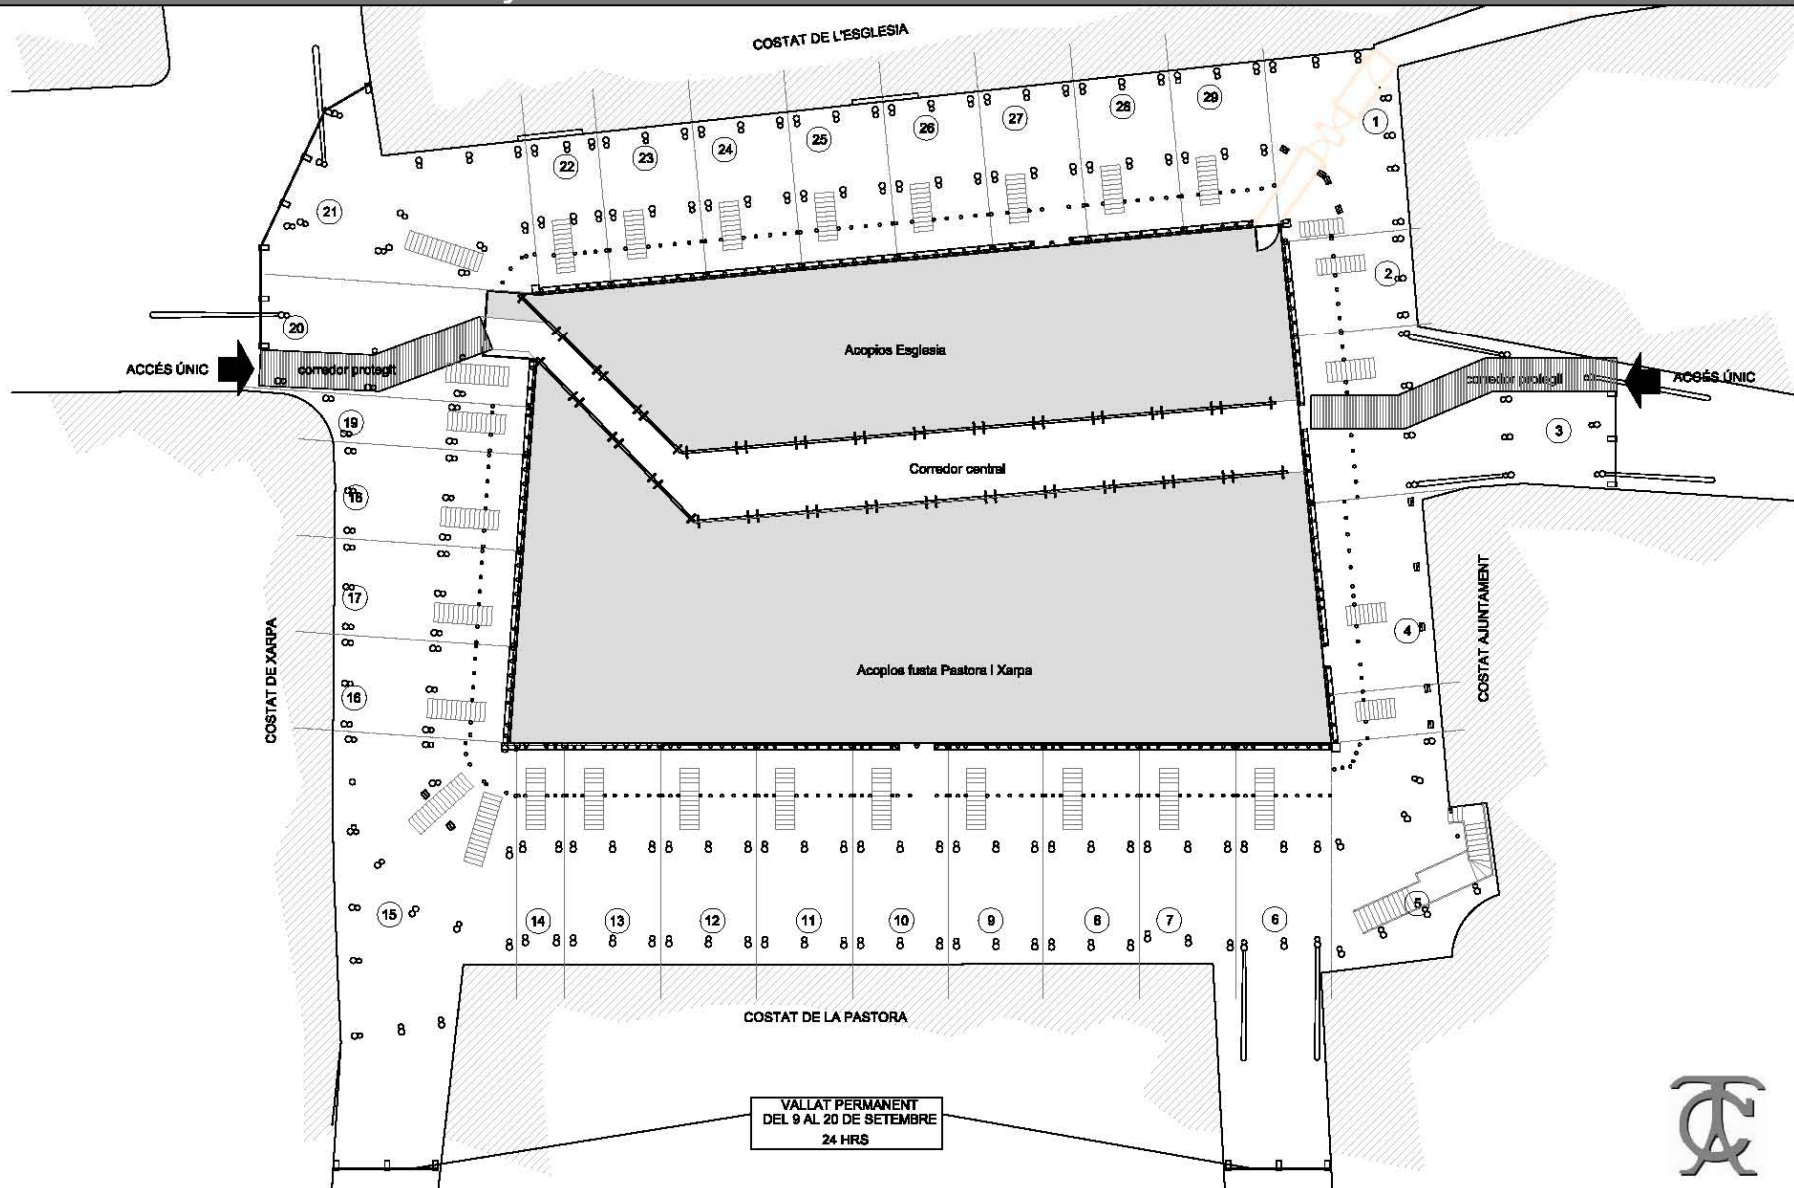 COSTAT DE L'ESGLESIA
29
28
27
26
25
24
23
22
1
21
2
20
ACCÉS ÚNIC
corredor protegit
Acopios Esglesia
corredor protegit
ACCÉS ÚNIC
19
3
Corredor central
18
17
COSTAT DE XARPA
4
COSTAT AJUNTAMENT
Acopios fusta Pastora i Xarpa
16
15
14
13
12
11
10
9
8
7
6
5
COSTAT DE LA PASTORA
VALLAT PERMANENT
DEL 9 AL 20 DE SETEMBRE
24 HRS